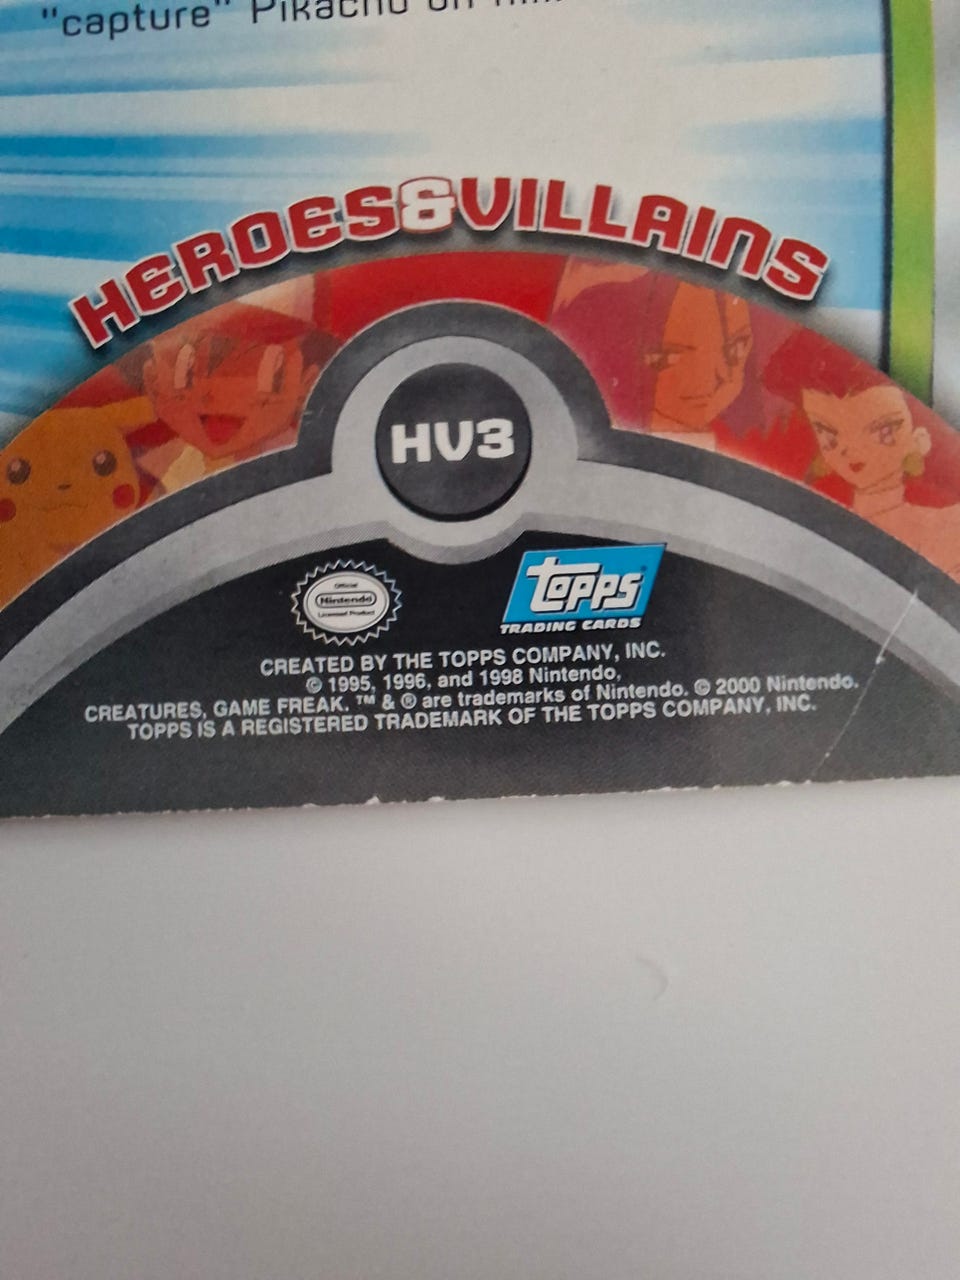 "capture" Pikachu on
HEROES&VILLAINS
HV3
Official
Nintendo
Licensed Product
TOPPS
TRADING CARDS
CREATED BY THE TOPPS COMPANY, INC.
© 1995, 1996, and 1998 Nintendo,
CREATURES, GAME FREAK. ™ & ® are trademarks of Nintendo. © 2000 Nintendo.
TOPPS IS A REGISTERED TRADEMARK OF THE TOPPS COMPANY, INC.